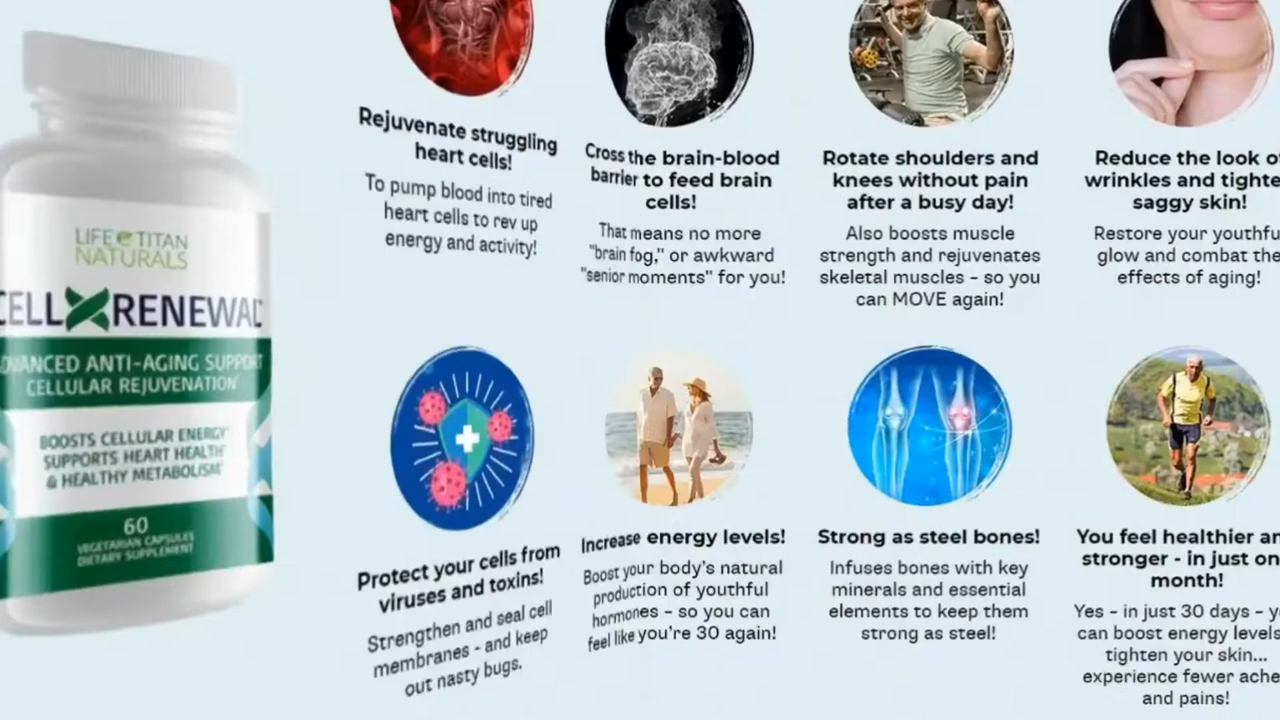 LIFE TITAN
NATURALS
CELL RENEWAL
ADVANCED ANTI-AGING SUPPORT
CELLULAR REJUVENATION
BOOSTS CELLULAR ENERGY
SUPPORTS HEART HEALTH
& HEALTHY METABOLISM
60
VEGETARIAN CAPSULES
DIETARY SUPPLEMENT
Rejuvenate struggling
heart cells!
To pump blood into tired
heart cells to rev up
energy and activity!
Cross the brain-blood
barrier to feed brain
cells!
That means no more
"brain fog," or awkward
"senior moments" for you!
Rotate shoulders and
knees without pain
after a busy day!
Also boosts muscle
strength and rejuvenates
skeletal muscles – so you
can MOVE again!
Reduce the look of
wrinkles and tighte
saggy skin!
Restore your youthfu
glow and combat the
effects of aging!
Protect your cells from
viruses and toxins!
Strengthen and seal cell
membranes - and keep
out nasty bugs.
Increase energy levels!
Boost your body's natural
production of youthful
hormones – so you can
feel like you're 30 again!
Strong as steel bones!
Infuses bones with key
minerals and essential
elements to keep them
strong as steel!
You feel healthier an
stronger - in just on
month!
Yes – in just 30 days – y
can boost energy levels
tighten your skin...
experience fewer ache
and pains!